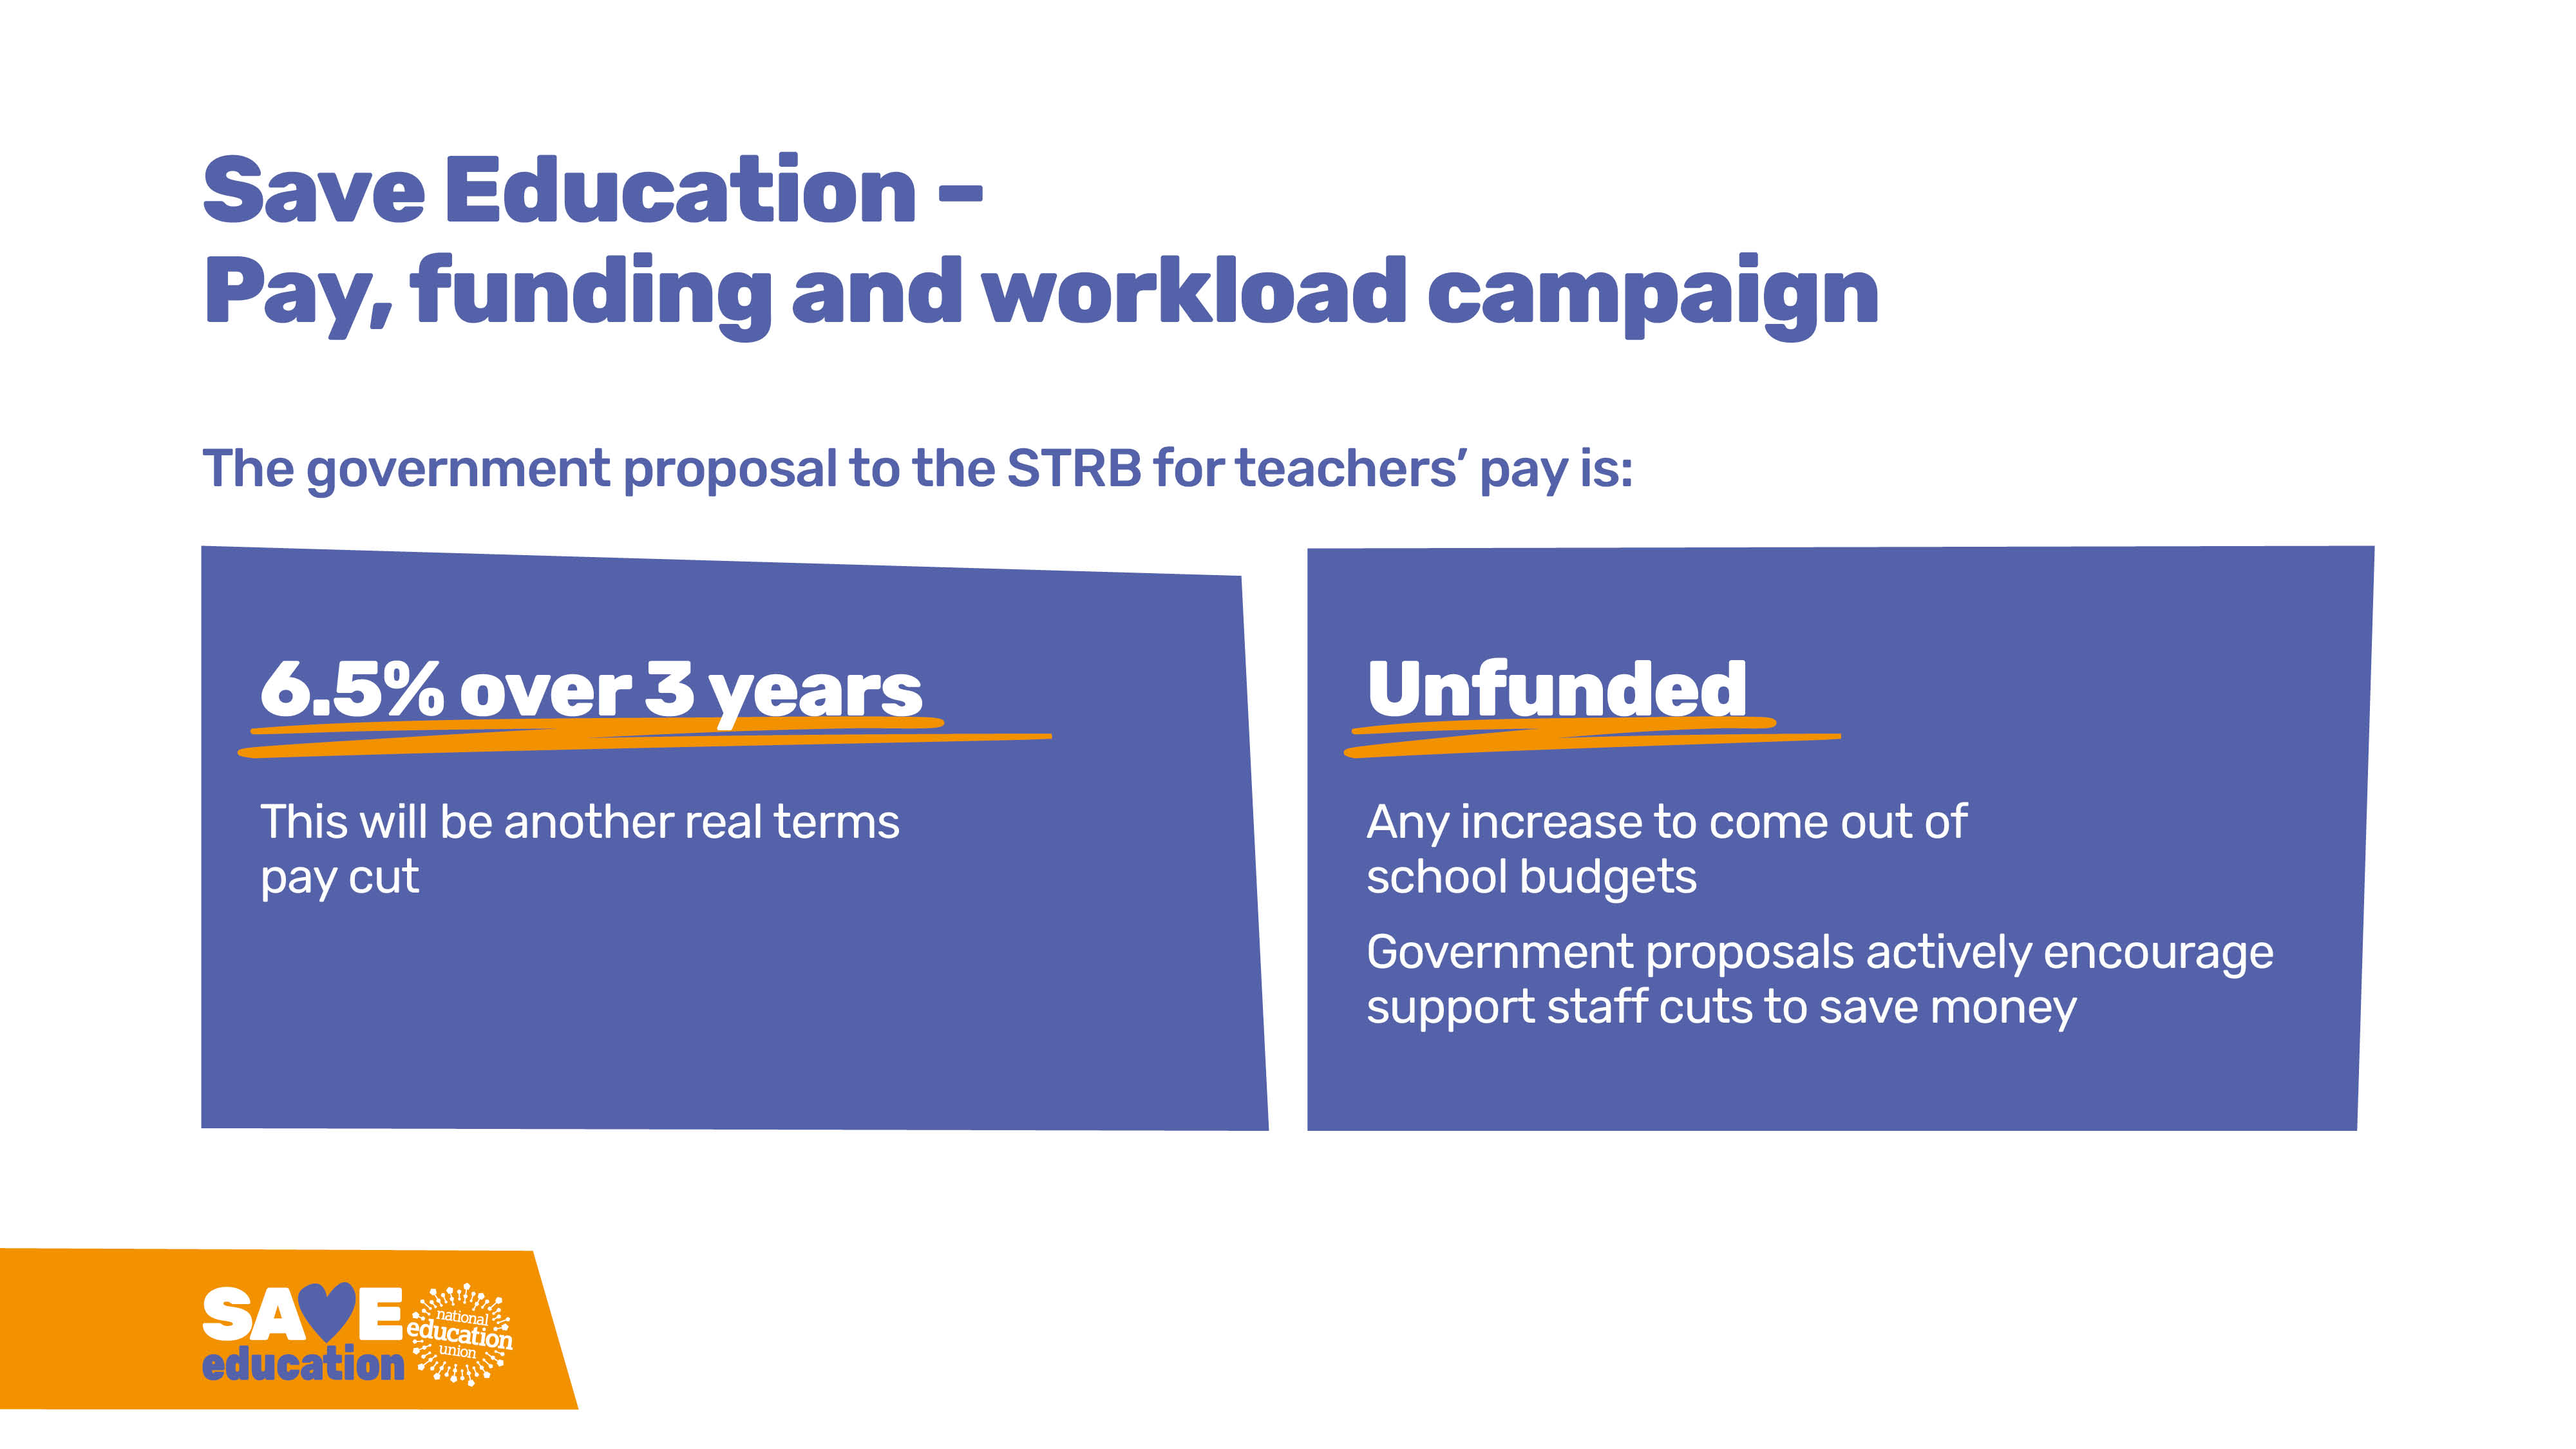 Save Education –
Pay, funding and workload campaign
The government proposal to the STRB for teachers’ pay is:
6.5% over 3 years
This will be another real terms
pay cut
Unfunded
Any increase to come out of
school budgets
Government proposals actively encourage
support staff cuts to save money
SAVE
education
national
education
union